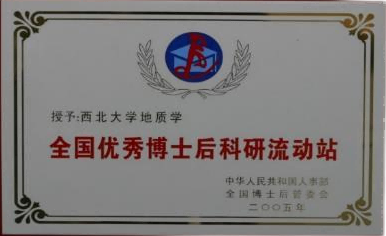 授予:西北大学地质学
全国优秀博士后科研流动站
中华人民共和国人事部
全国博士后管委会
二〇〇五年